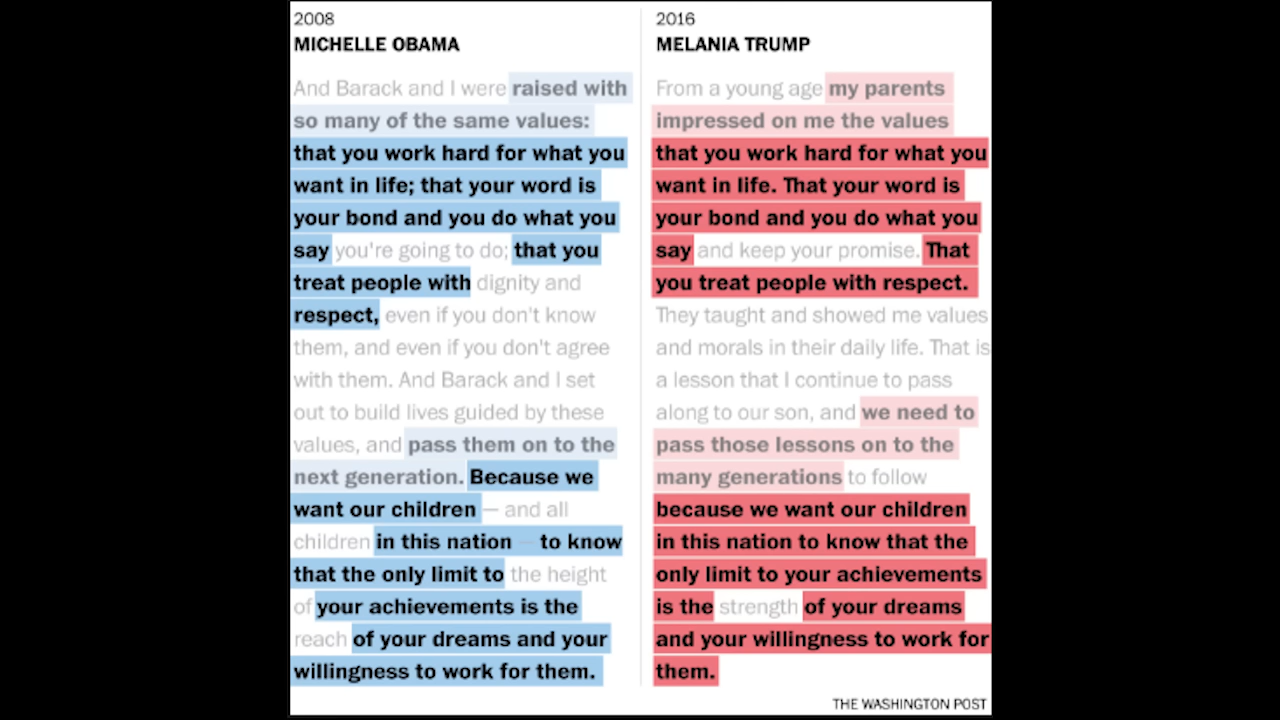 2008
MICHELLE OBAMA
And Barack and I were raised with
so many of the same values:
that you work hard for what you
want in life; that your word is
your bond and you do what you
say you're going to do; that you
treat people with dignity and
respect, even if you don't know
them, and even if you don't agree
with them. And Barack and I set
out to build lives guided by these
values, and pass them on to the
next generation. Because we
want our children — and all
children in this nation — to know
that the only limit to the height
of your achievements is the
reach of your dreams and your
willingness to work for them.
2016
MELANIA TRUMP
From a young age my parents
impressed on me the values
that you work hard for what you
want in life. That your word is
your bond and you do what you
say and keep your promise. That
you treat people with respect.
They taught and showed me values
and morals in their daily life. That is
a lesson that I continue to pass
along to our son, and we need to
pass those lessons on to the
many generations to follow
because we want our children
in this nation to know that the
only limit to your achievements
is the strength of your dreams
and your willingness to work for
them.
THE WASHINGTON POST